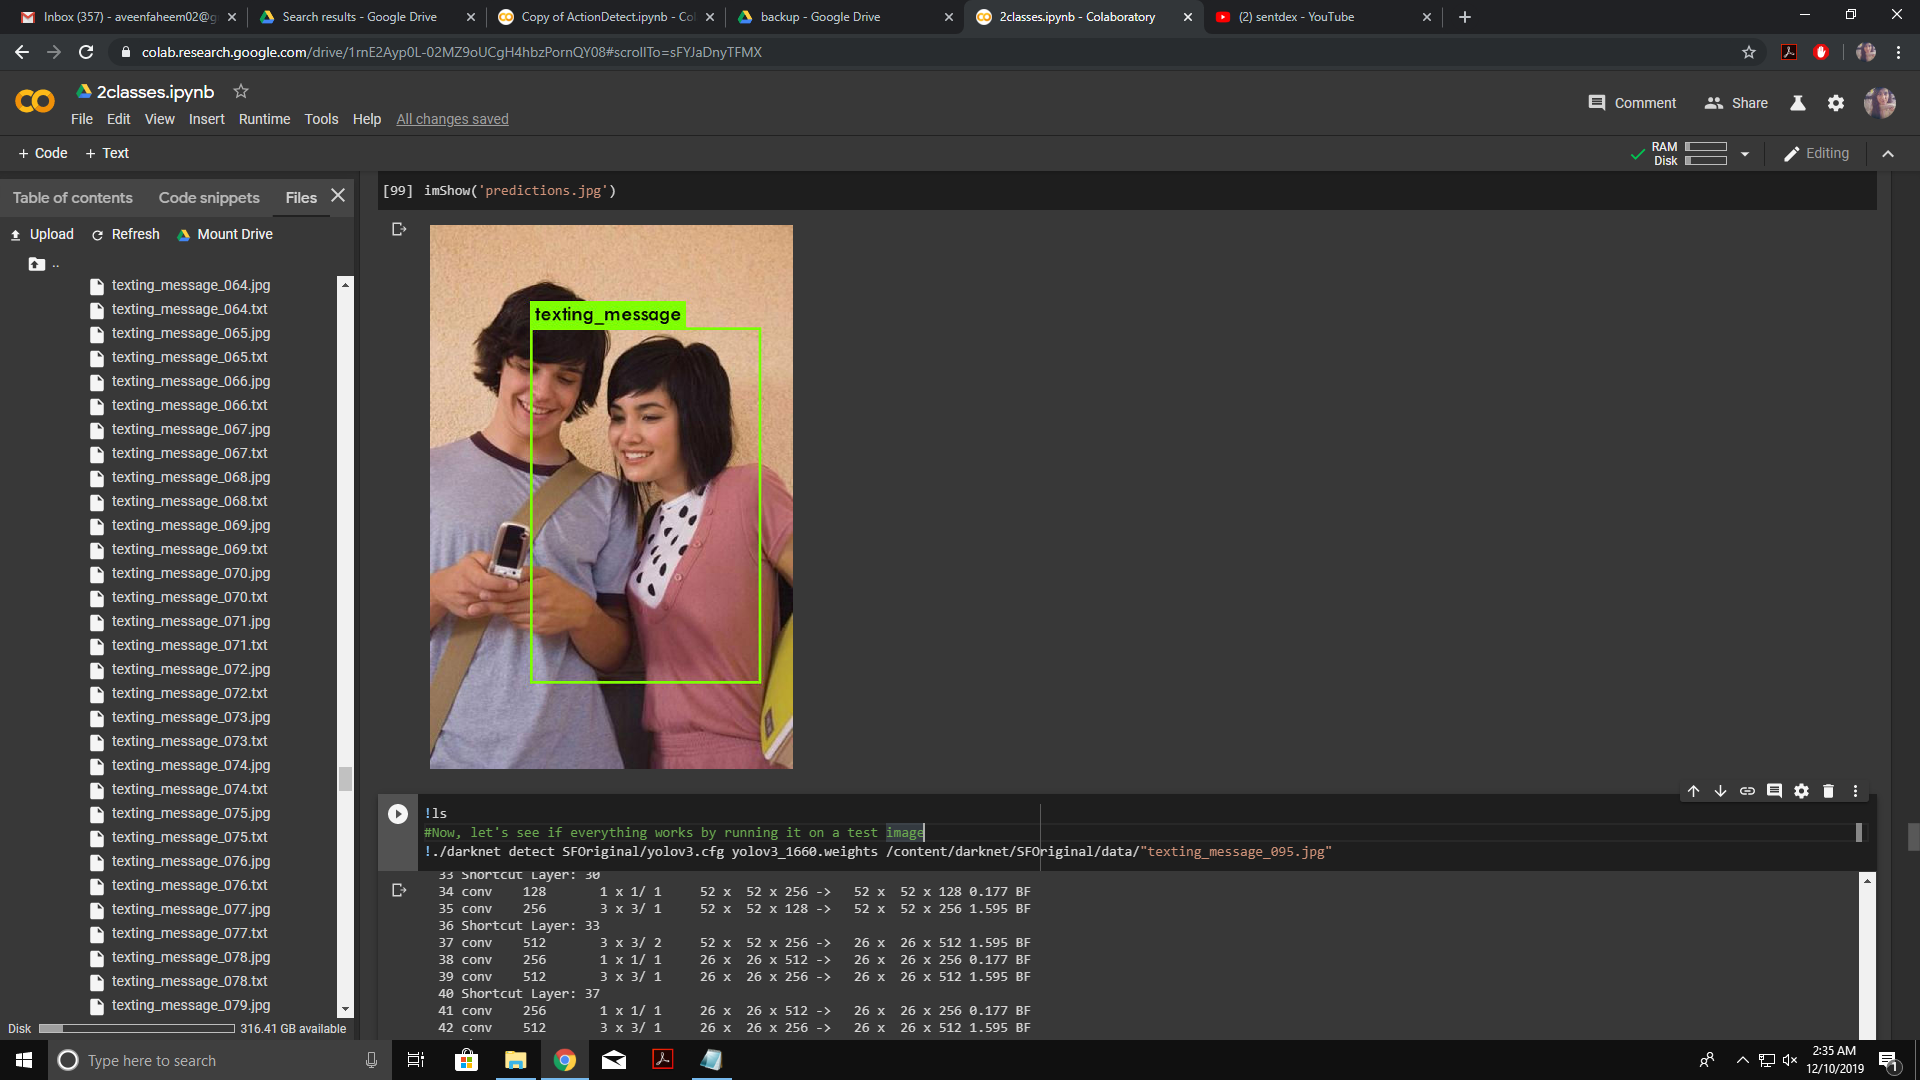 Inbox (357) - aveenfaheem02@g
Search results - Google Drive
Copy of ActionDetect.ipynb - Co
backup - Google Drive
2classes.ipynb - Colaboratory
(2) sentdex - YouTube
colab.research.google.com/drive/1rnE2Ayp0L-02MZ9oUCgH4hbzPornQY08#scrollTo=sFYJaDnyTFMX
2classes.ipynb
File Edit View Insert Runtime Tools Help All changes saved
Comment
Share
+ Code + Text
RAM
Disk
Editing
Table of contents Code snippets Files
Upload Refresh Mount Drive
..
texting_message_064.jpg
texting_message_064.txt
texting_message_065.jpg
texting_message_065.txt
texting_message_066.jpg
texting_message_066.txt
texting_message_067.jpg
texting_message_067.txt
texting_message_068.jpg
texting_message_068.txt
texting_message_069.jpg
texting_message_069.txt
texting_message_070.jpg
texting_message_070.txt
texting_message_071.jpg
texting_message_071.txt
texting_message_072.jpg
texting_message_072.txt
texting_message_073.jpg
texting_message_073.txt
texting_message_074.jpg
texting_message_074.txt
texting_message_075.jpg
texting_message_075.txt
texting_message_076.jpg
texting_message_076.txt
texting_message_077.jpg
texting_message_077.txt
texting_message_078.jpg
texting_message_078.txt
texting_message_079.jpg
Disk 316.41 GB available
[99] imShow('predictions.jpg')
texting_message
!ls
#Now, let's see if everything works by running it on a test image
!./darknet detect SFOriginal/yolov3.cfg yolov3_1660.weights /content/darknet/SFOriginal/data/"texting_message_095.jpg"
33 Shortcut Layer: 30
34 conv 128 1 x 1/ 1 52 x 52 x 256 -> 52 x 52 x 128 0.177 BF
35 conv 256 3 x 3/ 1 52 x 52 x 128 -> 52 x 52 x 256 1.595 BF
36 Shortcut Layer: 33
37 conv 512 3 x 3/ 2 52 x 52 x 256 -> 26 x 26 x 512 1.595 BF
38 conv 256 1 x 1/ 1 26 x 26 x 512 -> 26 x 26 x 256 0.177 BF
39 conv 512 3 x 3/ 1 26 x 26 x 256 -> 26 x 26 x 512 1.595 BF
40 Shortcut Layer: 37
41 conv 256 1 x 1/ 1 26 x 26 x 512 -> 26 x 26 x 256 0.177 BF
42 conv 512 3 x 3/ 1 26 x 26 x 256 -> 26 x 26 x 512 1.595 BF
Type here to search
2:35 AM
12/10/2019
1